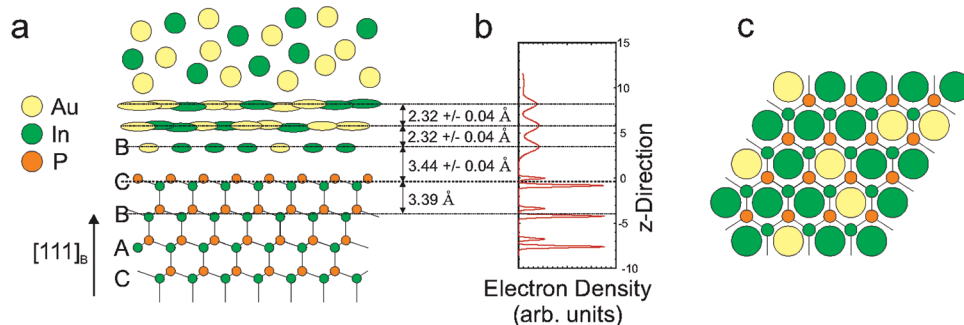 a
Au
In
P
B
C
B
A
C
[111]B
2.32 +/- 0.04 Å
2.32 +/- 0.04 Å
3.44 +/- 0.04 Å
3.39 Å
b
15
10
5
0
-5
-10
z-Direction
Electron Density
(arb. units)
c